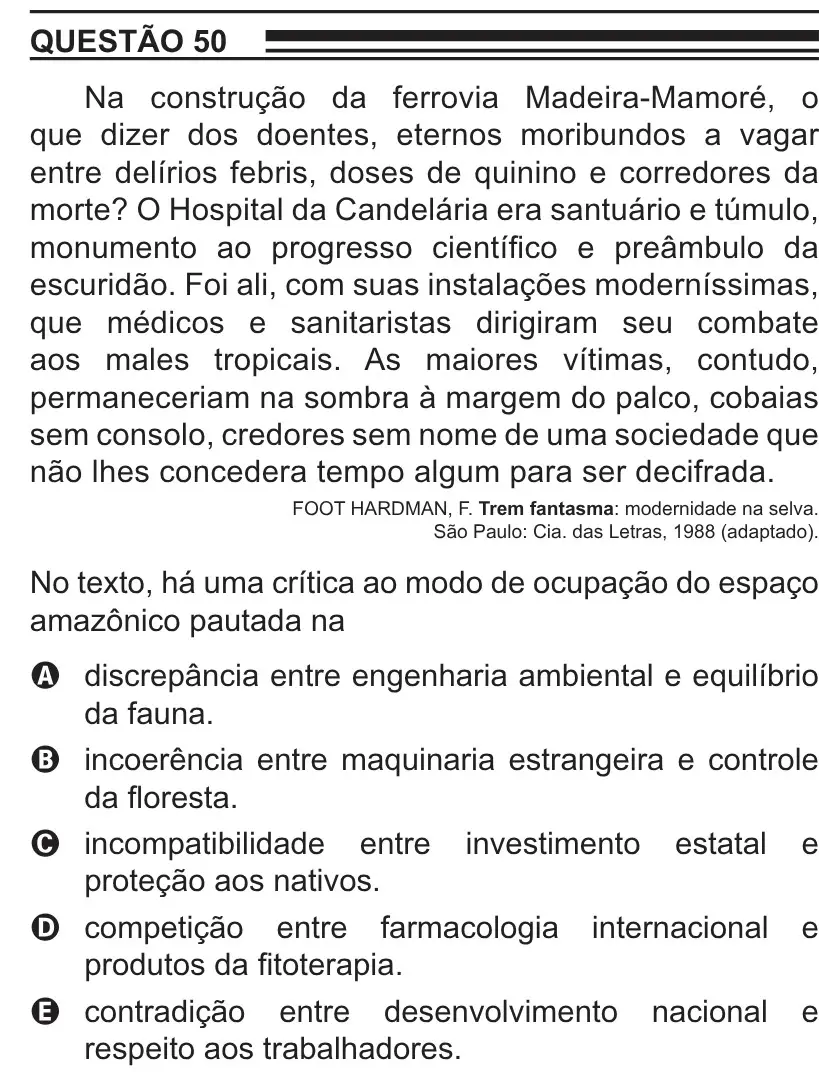 QUESTÃO 50
Na construção da ferrovia Madeira-Mamoré, o
que dizer dos doentes, eternos moribundos a vagar
entre delírios febris, doses de quinino e corredores da
morte? O Hospital da Candelária era santuário e túmulo,
monumento ao progresso científico e preâmbulo da
escuridão. Foi ali, com suas instalações moderníssimas,
que médicos e sanitaristas dirigiram seu combate
aos males tropicais. As maiores vítimas, contudo,
permaneceriam na sombra à margem do palco, cobaias
sem consolo, credores sem nome de uma sociedade que
não lhes concedera tempo algum para ser decifrada.
FOOT HARDMAN, F. Trem fantasma: modernidade na selva.
São Paulo: Cia. das Letras, 1988 (adaptado).
No texto, há uma crítica ao modo de ocupação do espaço
amazônico pautada na
A discrepância entre engenharia ambiental e equilíbrio
da fauna.
B incoerência entre maquinaria estrangeira e controle
da floresta.
C incompatibilidade entre investimento estatal e
proteção aos nativos.
D competição entre farmacologia internacional e
produtos da fitoterapia.
E contradição entre desenvolvimento nacional e
respeito aos trabalhadores.